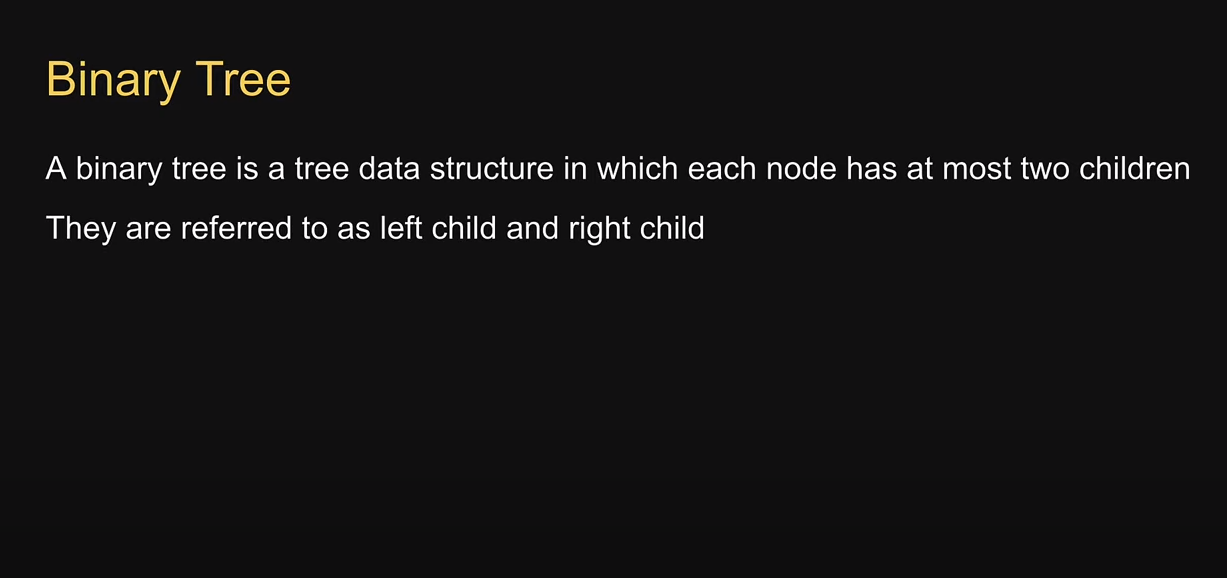 Binary Tree
A binary tree is a tree data structure in which each node has at most two children
They are referred to as left child and right child